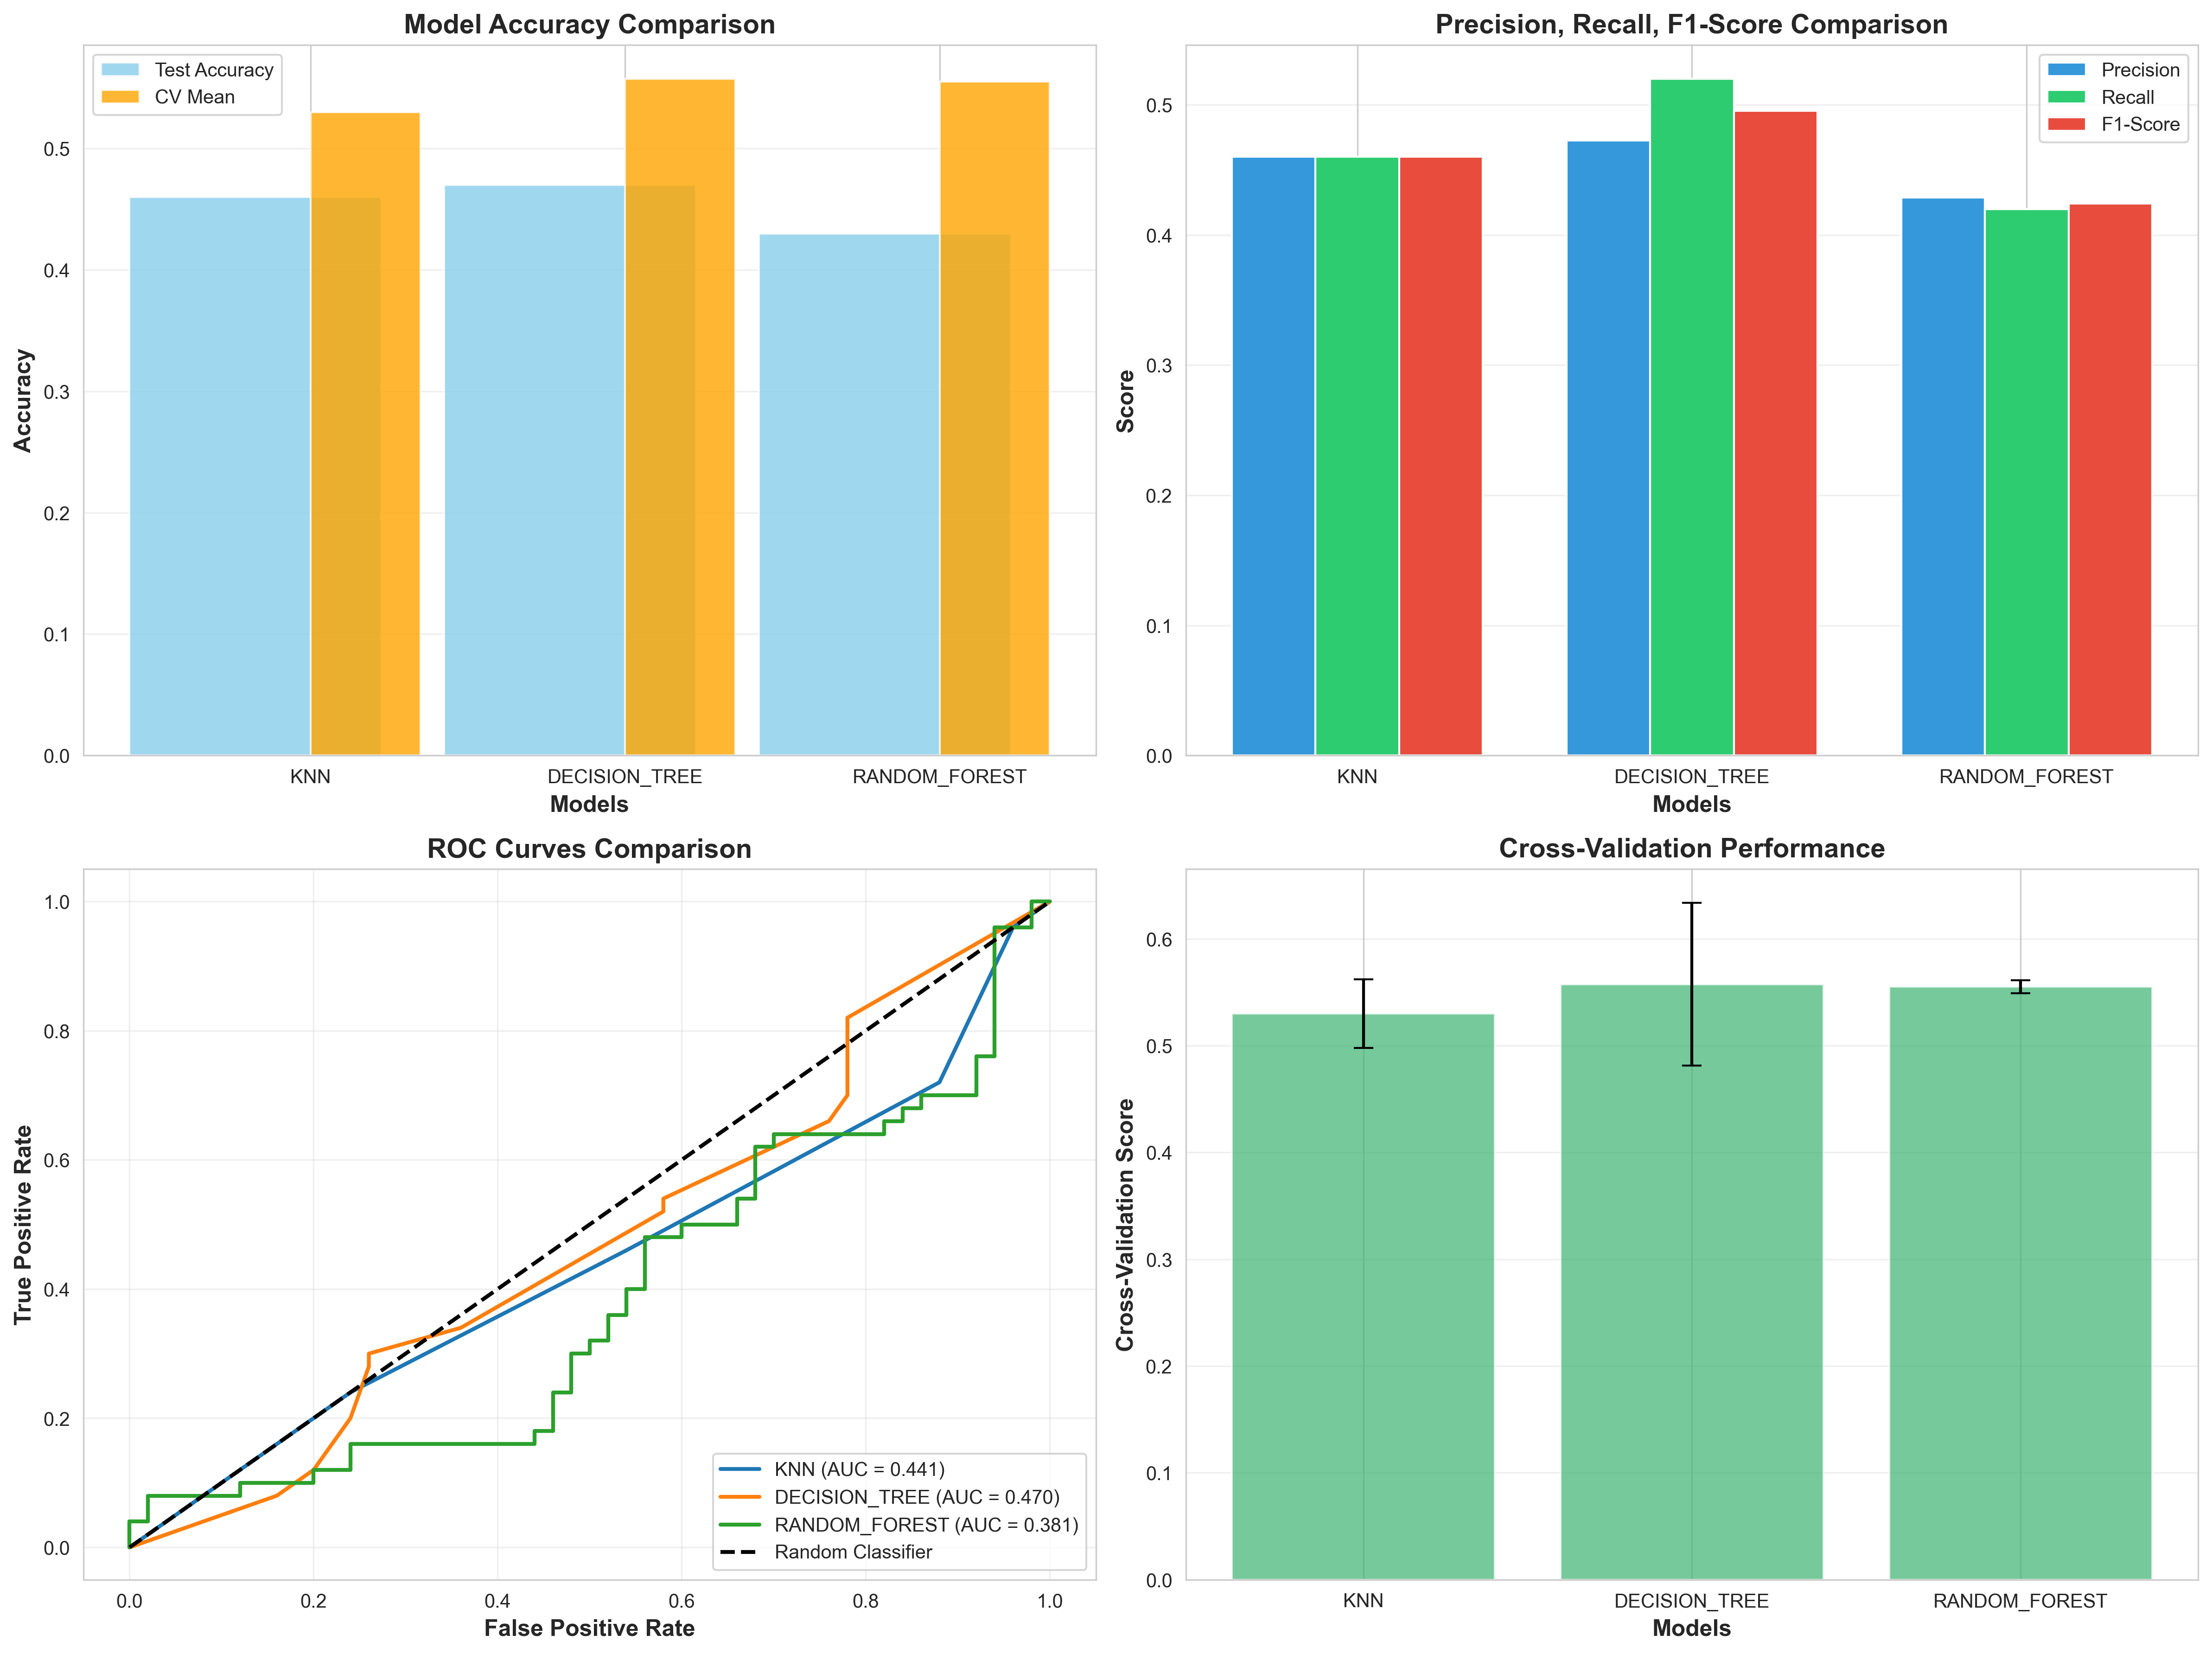 Model Accuracy Comparison
Test Accuracy
CV Mean
Accuracy
0.5
0.4
0.3
0.2
0.1
0.0
KNN DECISION_TREE RANDOM_FOREST
Models
Precision, Recall, F1-Score Comparison
Precision
Recall
F1-Score
Score
0.5
0.4
0.3
0.2
0.1
0.0
KNN DECISION_TREE RANDOM_FOREST
Models
ROC Curves Comparison
True Positive Rate
1.0
0.8
0.6
0.4
0.2
0.0
KNN (AUC = 0.441)
DECISION_TREE (AUC = 0.470)
RANDOM_FOREST (AUC = 0.381)
Random Classifier
0.0 0.2 0.4 0.6 0.8 1.0
False Positive Rate
Cross-Validation Performance
Cross-Validation Score
0.6
0.5
0.4
0.3
0.2
0.1
0.0
KNN DECISION_TREE RANDOM_FOREST
Models